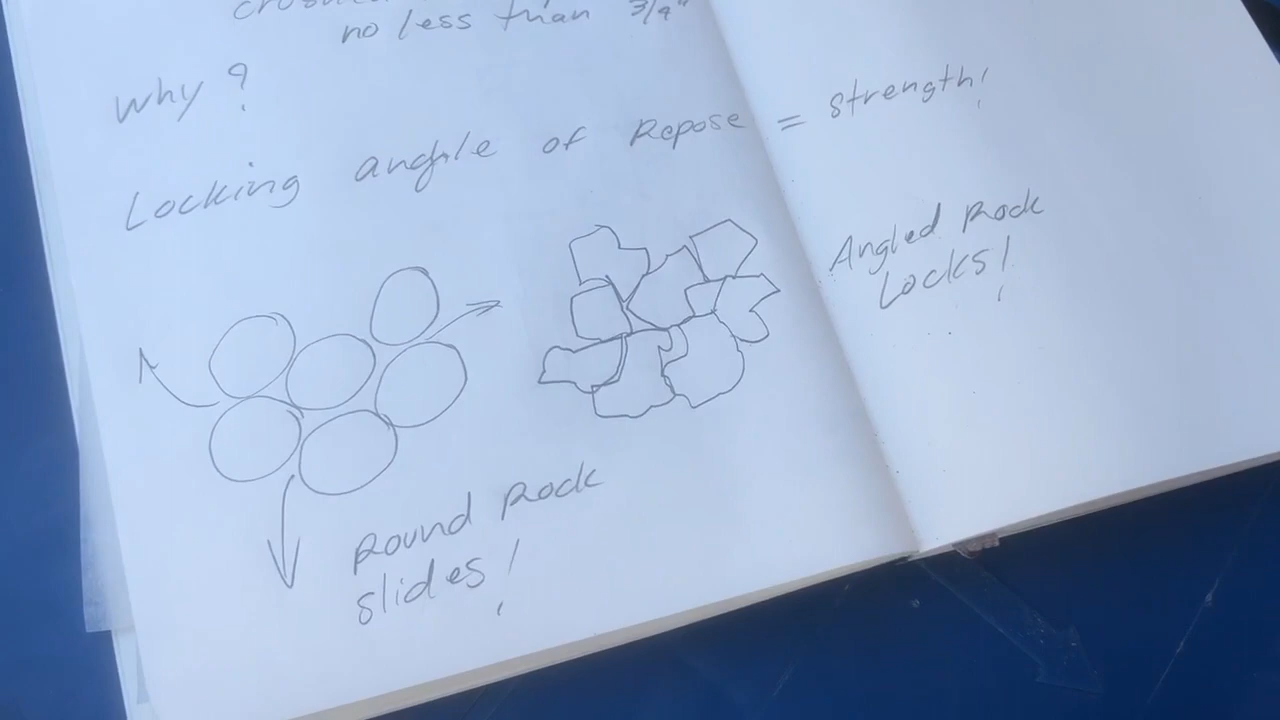 no less than 3/4"
Why?
Locking angle of Repose = strength!
Angled Rock
Locks!
Round Rock
slides!